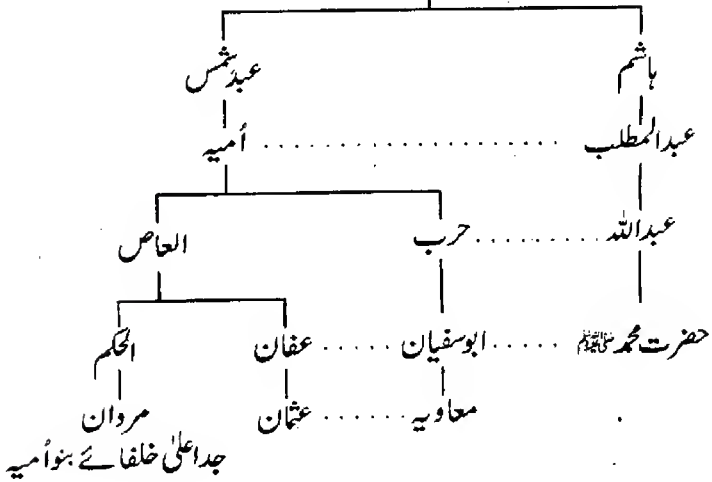 ہاشم عبدشمس
عبدالمطلب . . . . . . . . . . . . . . . . . . . . اُمیہ
عبداللہ . . . . . . . . . حرب العاص
حضرت محمد ﷺ . . . . . . ابوسفیان . . . . . عفان الحکم
معاویہ . . . . . . عثمان مروان
جداعلیٰ خلفائے بنواُمیہ